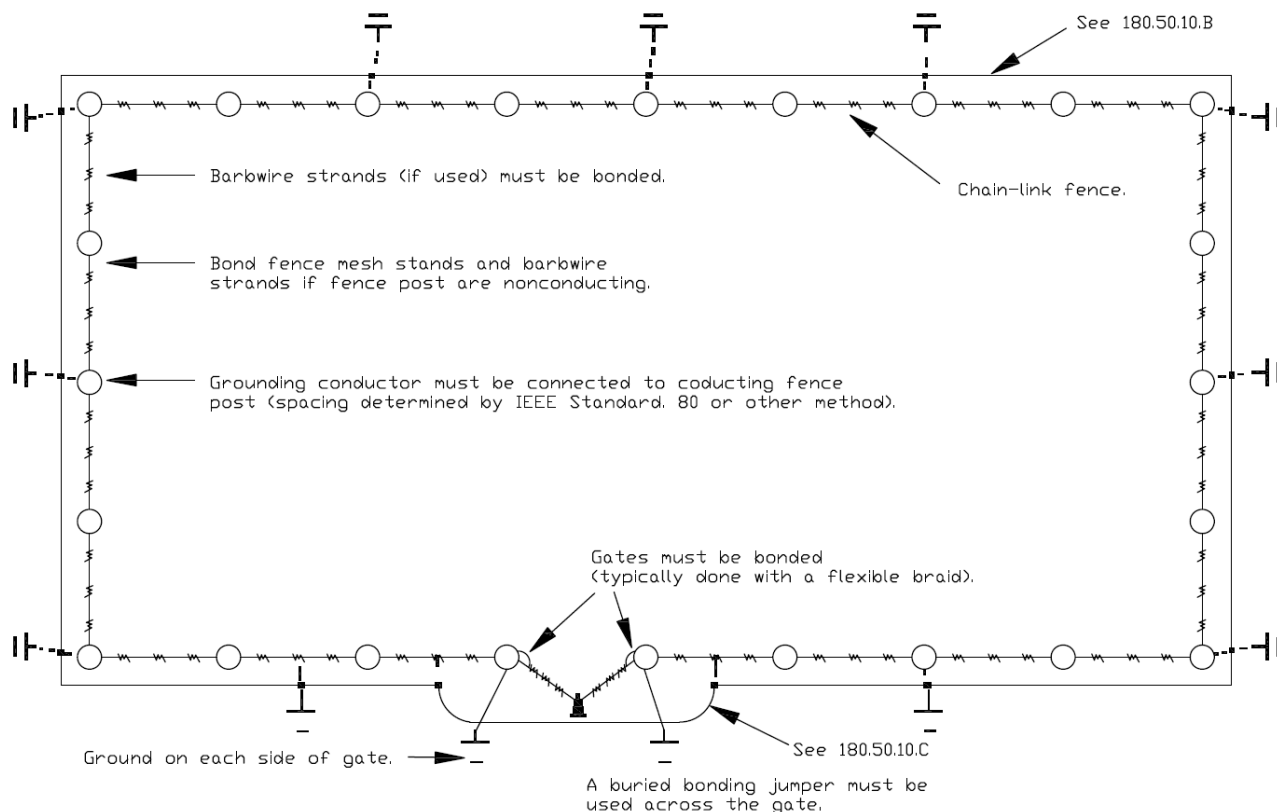 See 180.50.10.B
Barbwire strands (if used) must be bonded.
Chain-link fence.
Bond fence mesh stands and barbwire
strands if fence post are nonconducting.
Grounding conductor must be connected to coducting fence
post (spacing determined by IEEE Standard. 80 or other method).
Gates must be bonded
(typically done with a flexible braid).
Ground on each side of gate.
See 180.50.10.C
A buried bonding jumper must be
used across the gate.